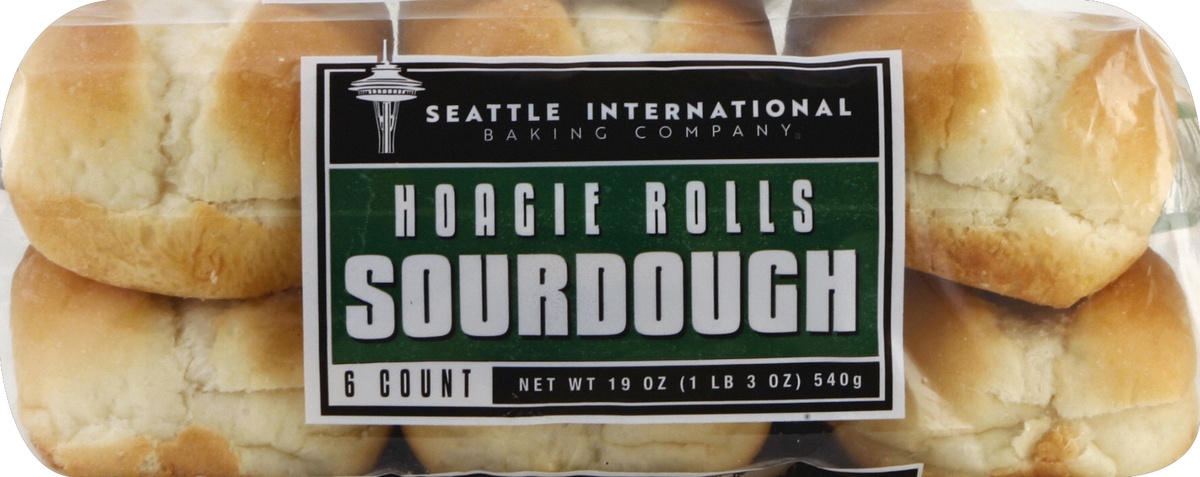 SEATTLE INTERNATIONAL
BAKING COMPANY
HOAGIE ROLLS
SOURDOUGH
6 COUNT
NET WT 19 OZ (1 LB 3 OZ) 540g